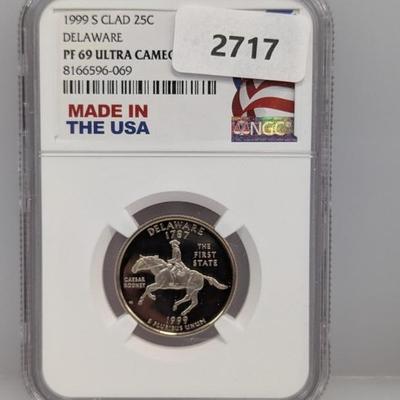 1999 S CLAD 25C
DELAWARE
PF 69 ULTRA CAMEO
8166596-069
2717
MADE IN
THE USA
NGC
DELAWARE
1787
THE
FIRST
STATE
CAESAR
RODNEY
1999
E PLURIBUS UNUM